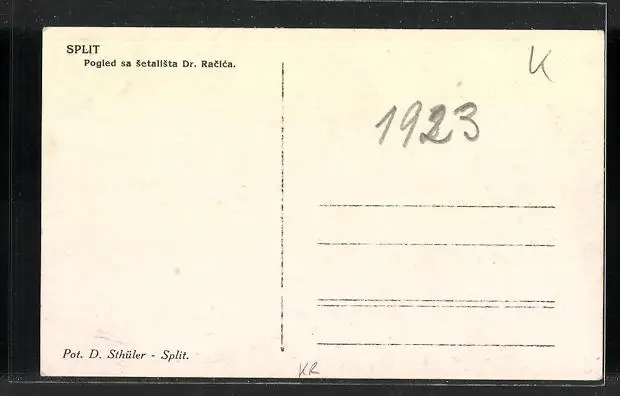 SPLIT
Pogled sa šetališta Dr. Račića.
K
1923
Pot. D. Sthüler - Split.
KR